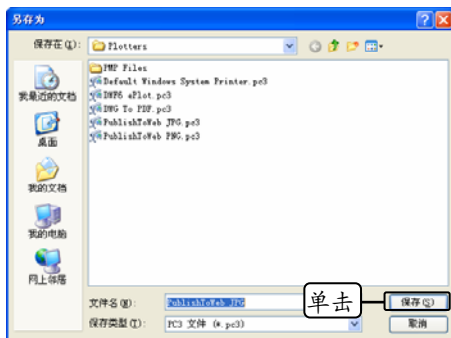 另存为
保存在(I):
Plotters
PMP Files
Default Windows System Printer.pc3
DWF6 ePlot.pc3
DWG To PDF.pc3
PublishToWeb JPG.pc3
PublishToWeb PNG.pc3
我最近的文档
桌面
我的文档
我的电脑
网上邻居
文件名(N):
PublishToWeb JPG
单击
保存(S)
保存类型(T):
PC3 文件 (*.pc3)
取消